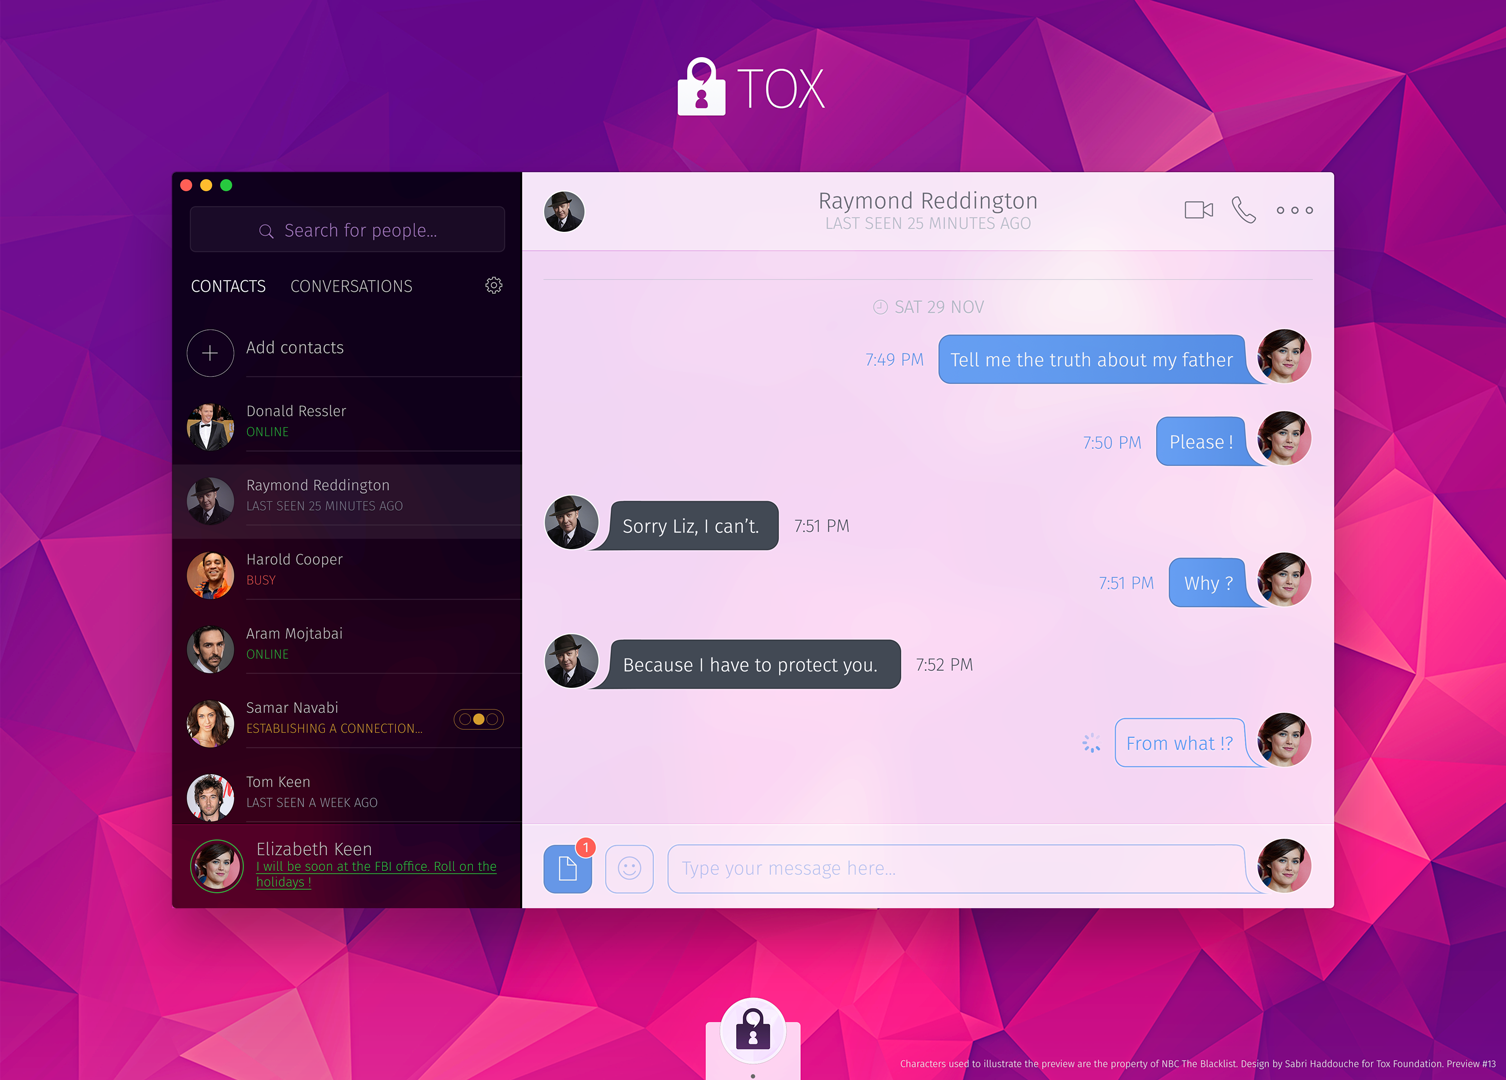 TOX
Search for people...
CONTACTS CONVERSATIONS
Add contacts
Donald Ressler
ONLINE
Raymond Reddington
LAST SEEN 25 MINUTES AGO
Harold Cooper
BUSY
Aram Mojtabai
ONLINE
Samar Navabi
ESTABLISHING A CONNECTION...
Tom Keen
LAST SEEN A WEEK AGO
Elizabeth Keen
I will be soon at the FBI office. Roll on the
holidays !
Raymond Reddington
LAST SEEN 25 MINUTES AGO
SAT 29 NOV
7:49 PM Tell me the truth about my father
7:50 PM Please !
Sorry Liz, I can’t. 7:51 PM
7:51 PM Why ?
Because I have to protect you. 7:52 PM
From what !?
1
Type your message here...
Characters used to illustrate the preview are the property of NBC The Blacklist. Design by Sabri Haddouche for Tox Foundation. Preview #13